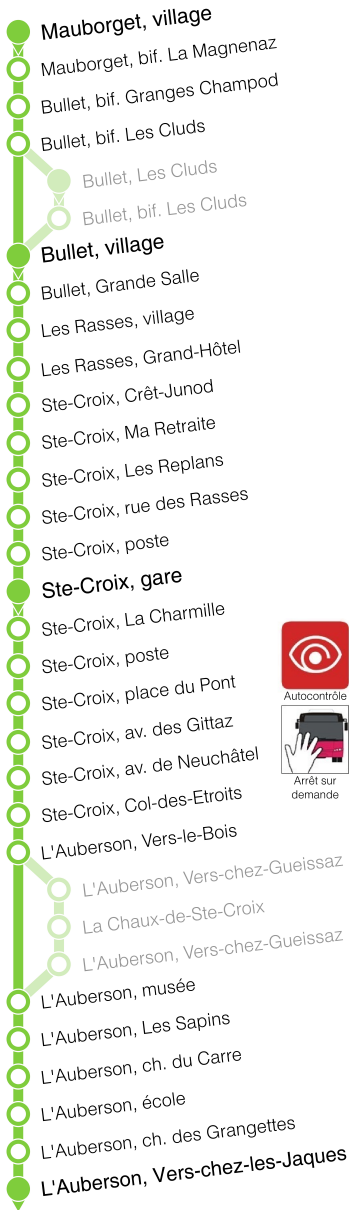 Mauborget, village
Mauborget, bif. La Magnenaz
Bullet, bif. Granges Champod
Bullet, bif. Les Cluds
Bullet, Les Cluds
Bullet, bif. Les Cluds
Bullet, village
Bullet, Grande Salle
Les Rasses, village
Les Rasses, Grand-Hôtel
Ste-Croix, Crêt-Junod
Ste-Croix, Ma Retraite
Ste-Croix, Les Replans
Ste-Croix, rue des Rasses
Ste-Croix, poste
Ste-Croix, gare
Ste-Croix, La Charmille
Ste-Croix, poste
Ste-Croix, place du Pont
Ste-Croix, av. des Gittaz
Ste-Croix, av. de Neuchâtel
Ste-Croix, Col-des-Etroits
L'Auberson, Vers-le-Bois
L'Auberson, Vers-chez-Gueissaz
La Chaux-de-Ste-Croix
L'Auberson, Vers-chez-Gueissaz
L'Auberson, musée
L'Auberson, Les Sapins
L'Auberson, ch. du Carre
L'Auberson, école
L'Auberson, ch. des Grangettes
L'Auberson, Vers-chez-les-Jaques
Autocontrôle
Arrêt sur
demande